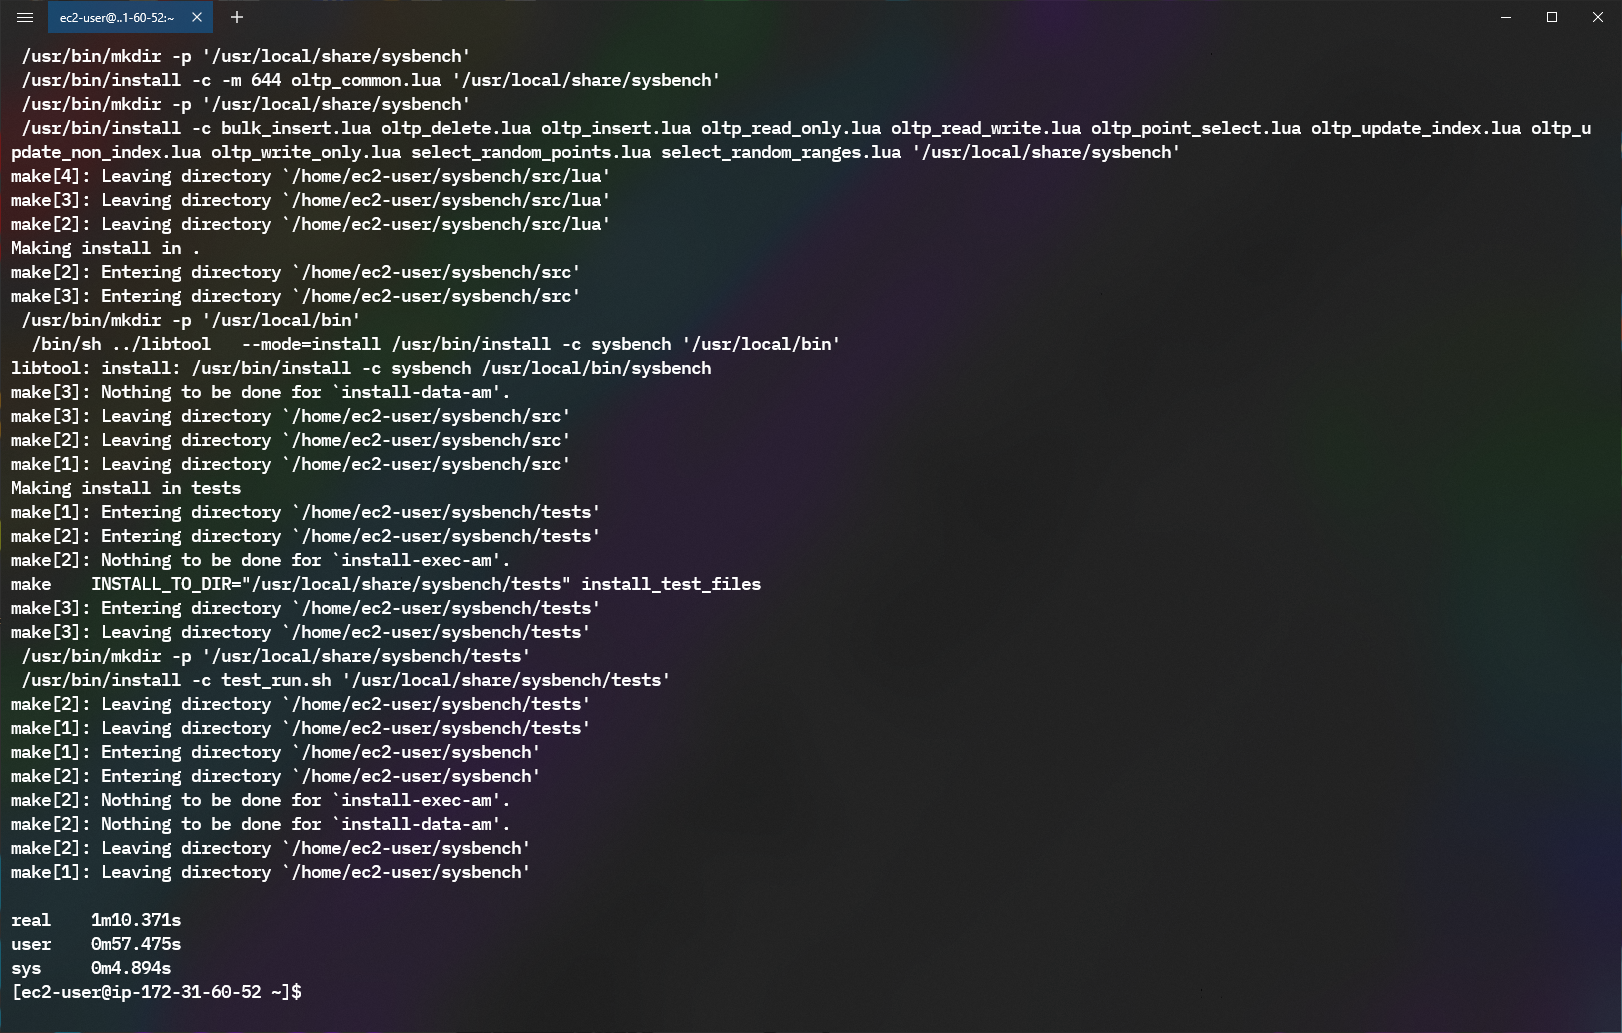 ec2-user@..1-60-52:~
/usr/bin/mkdir -p '/usr/local/share/sysbench'
/usr/bin/install -c -m 644 oltp_common.lua '/usr/local/share/sysbench'
/usr/bin/mkdir -p '/usr/local/share/sysbench'
/usr/bin/install -c bulk_insert.lua oltp_delete.lua oltp_insert.lua oltp_read_only.lua oltp_read_write.lua oltp_point_select.lua oltp_update_index.lua oltp_u
pdate_non_index.lua oltp_write_only.lua select_random_points.lua select_random_ranges.lua '/usr/local/share/sysbench'
make[4]: Leaving directory `/home/ec2-user/sysbench/src/lua'
make[3]: Leaving directory `/home/ec2-user/sysbench/src/lua'
make[2]: Leaving directory `/home/ec2-user/sysbench/src/lua'
Making install in .
make[2]: Entering directory `/home/ec2-user/sysbench/src'
make[3]: Entering directory `/home/ec2-user/sysbench/src'
/usr/bin/mkdir -p '/usr/local/bin'
/bin/sh ../libtool   --mode=install /usr/bin/install -c sysbench '/usr/local/bin'
libtool: install: /usr/bin/install -c sysbench /usr/local/bin/sysbench
make[3]: Nothing to be done for `install-data-am'.
make[3]: Leaving directory `/home/ec2-user/sysbench/src'
make[2]: Leaving directory `/home/ec2-user/sysbench/src'
make[1]: Leaving directory `/home/ec2-user/sysbench/src'
Making install in tests
make[1]: Entering directory `/home/ec2-user/sysbench/tests'
make[2]: Entering directory `/home/ec2-user/sysbench/tests'
make[2]: Nothing to be done for `install-exec-am'.
make    INSTALL_TO_DIR="/usr/local/share/sysbench/tests" install_test_files
make[3]: Entering directory `/home/ec2-user/sysbench/tests'
make[3]: Leaving directory `/home/ec2-user/sysbench/tests'
/usr/bin/mkdir -p '/usr/local/share/sysbench/tests'
/usr/bin/install -c test_run.sh '/usr/local/share/sysbench/tests'
make[2]: Leaving directory `/home/ec2-user/sysbench/tests'
make[1]: Leaving directory `/home/ec2-user/sysbench/tests'
make[1]: Entering directory `/home/ec2-user/sysbench'
make[2]: Entering directory `/home/ec2-user/sysbench'
make[2]: Nothing to be done for `install-exec-am'.
make[2]: Nothing to be done for `install-data-am'.
make[2]: Leaving directory `/home/ec2-user/sysbench'
make[1]: Leaving directory `/home/ec2-user/sysbench'
real    1m10.371s
user    0m57.475s
sys     0m4.894s
[ec2-user@ip-172-31-60-52 ~]$